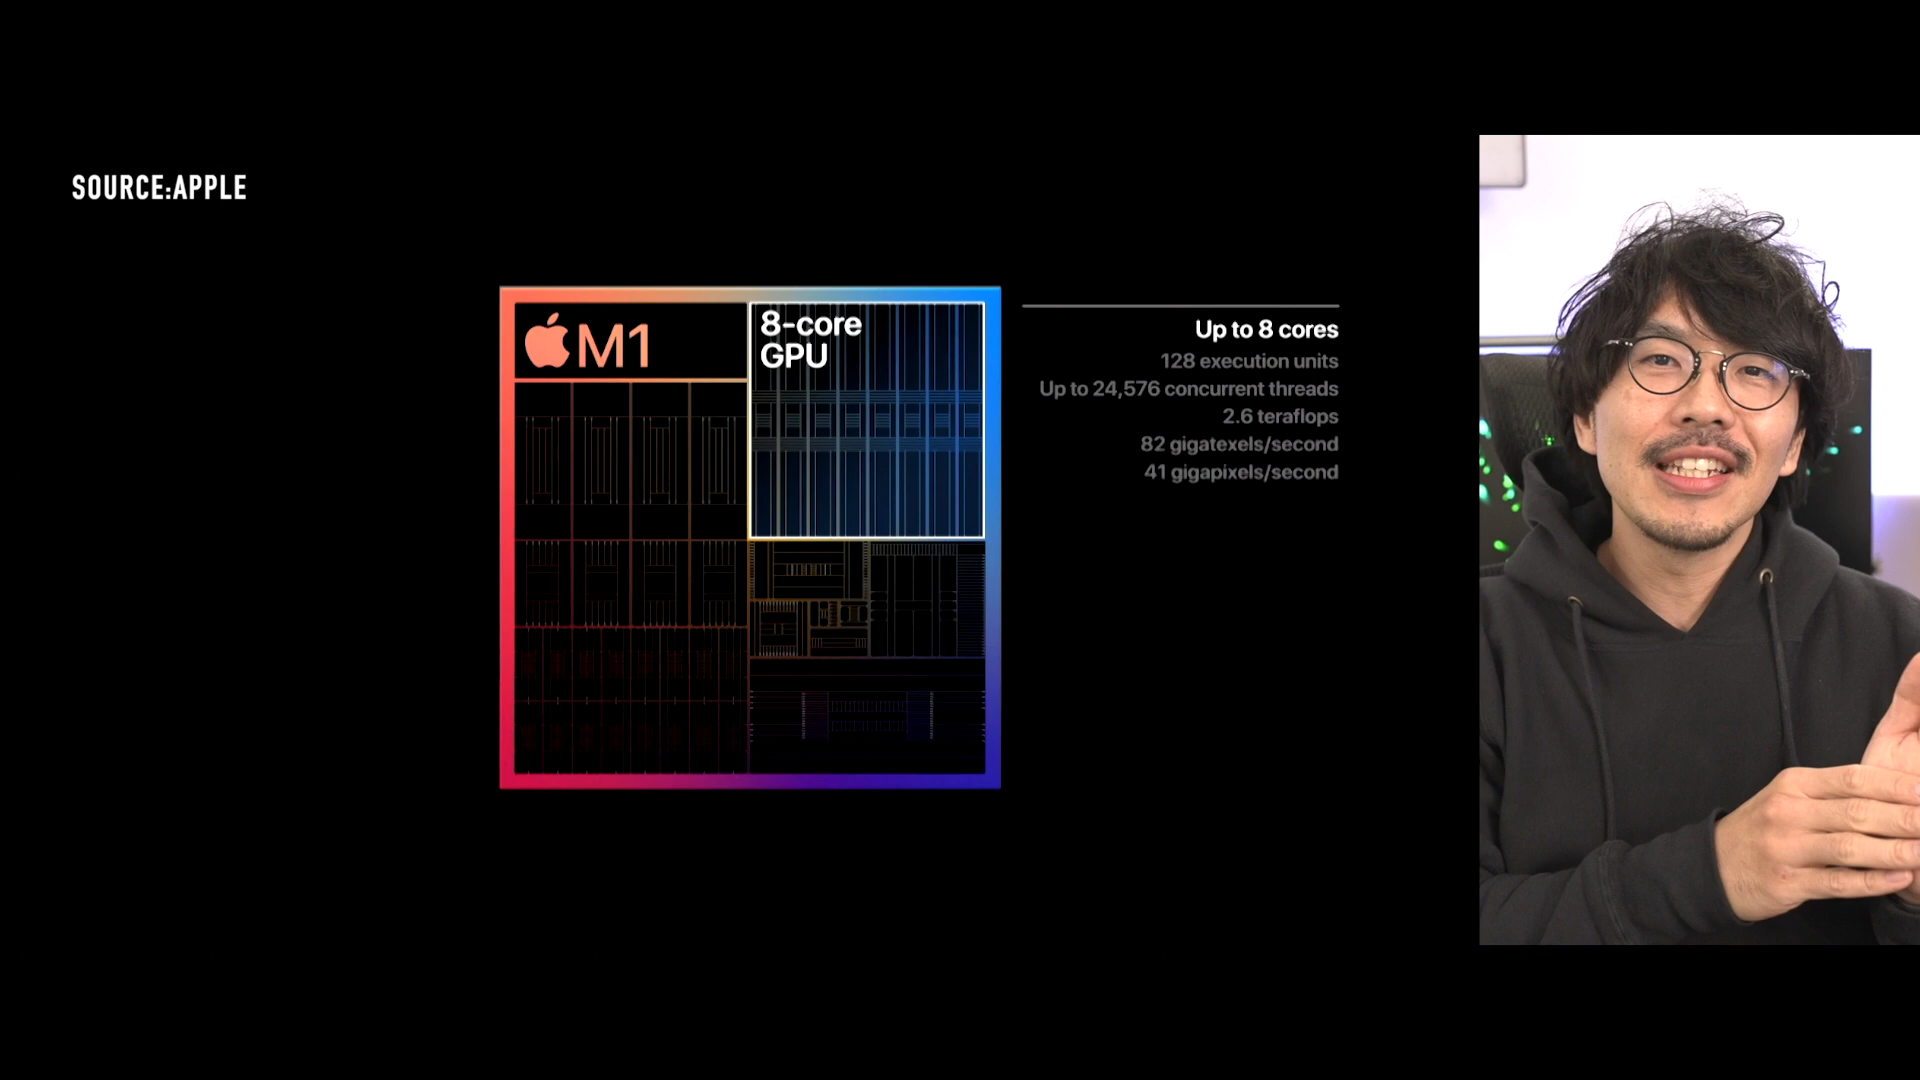 SOURCE:APPLE
M1
8-core
GPU
Up to 8 cores
128 execution units
Up to 24,576 concurrent threads
2.6 teraflops
82 gigatexels/second
41 gigapixels/second